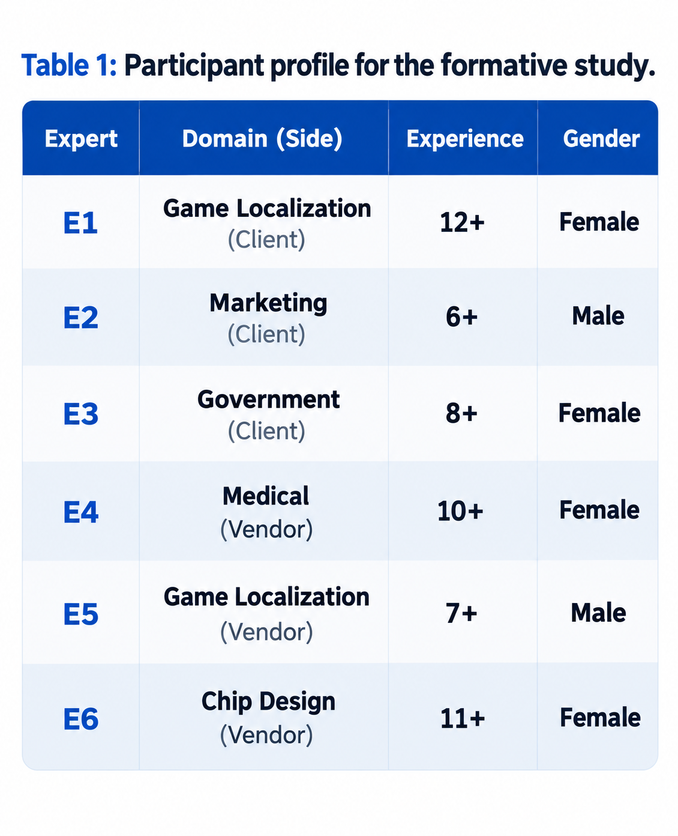 Table 1: Participant profile for the formative study.
Expert Domain (Side) Experience Gender
E1 Game Localization (Client) 12+ Female
E2 Marketing (Client) 6+ Male
E3 Government (Client) 8+ Female
E4 Medical (Vendor) 10+ Female
E5 Game Localization (Vendor) 7+ Male
E6 Chip Design (Vendor) 11+ Female